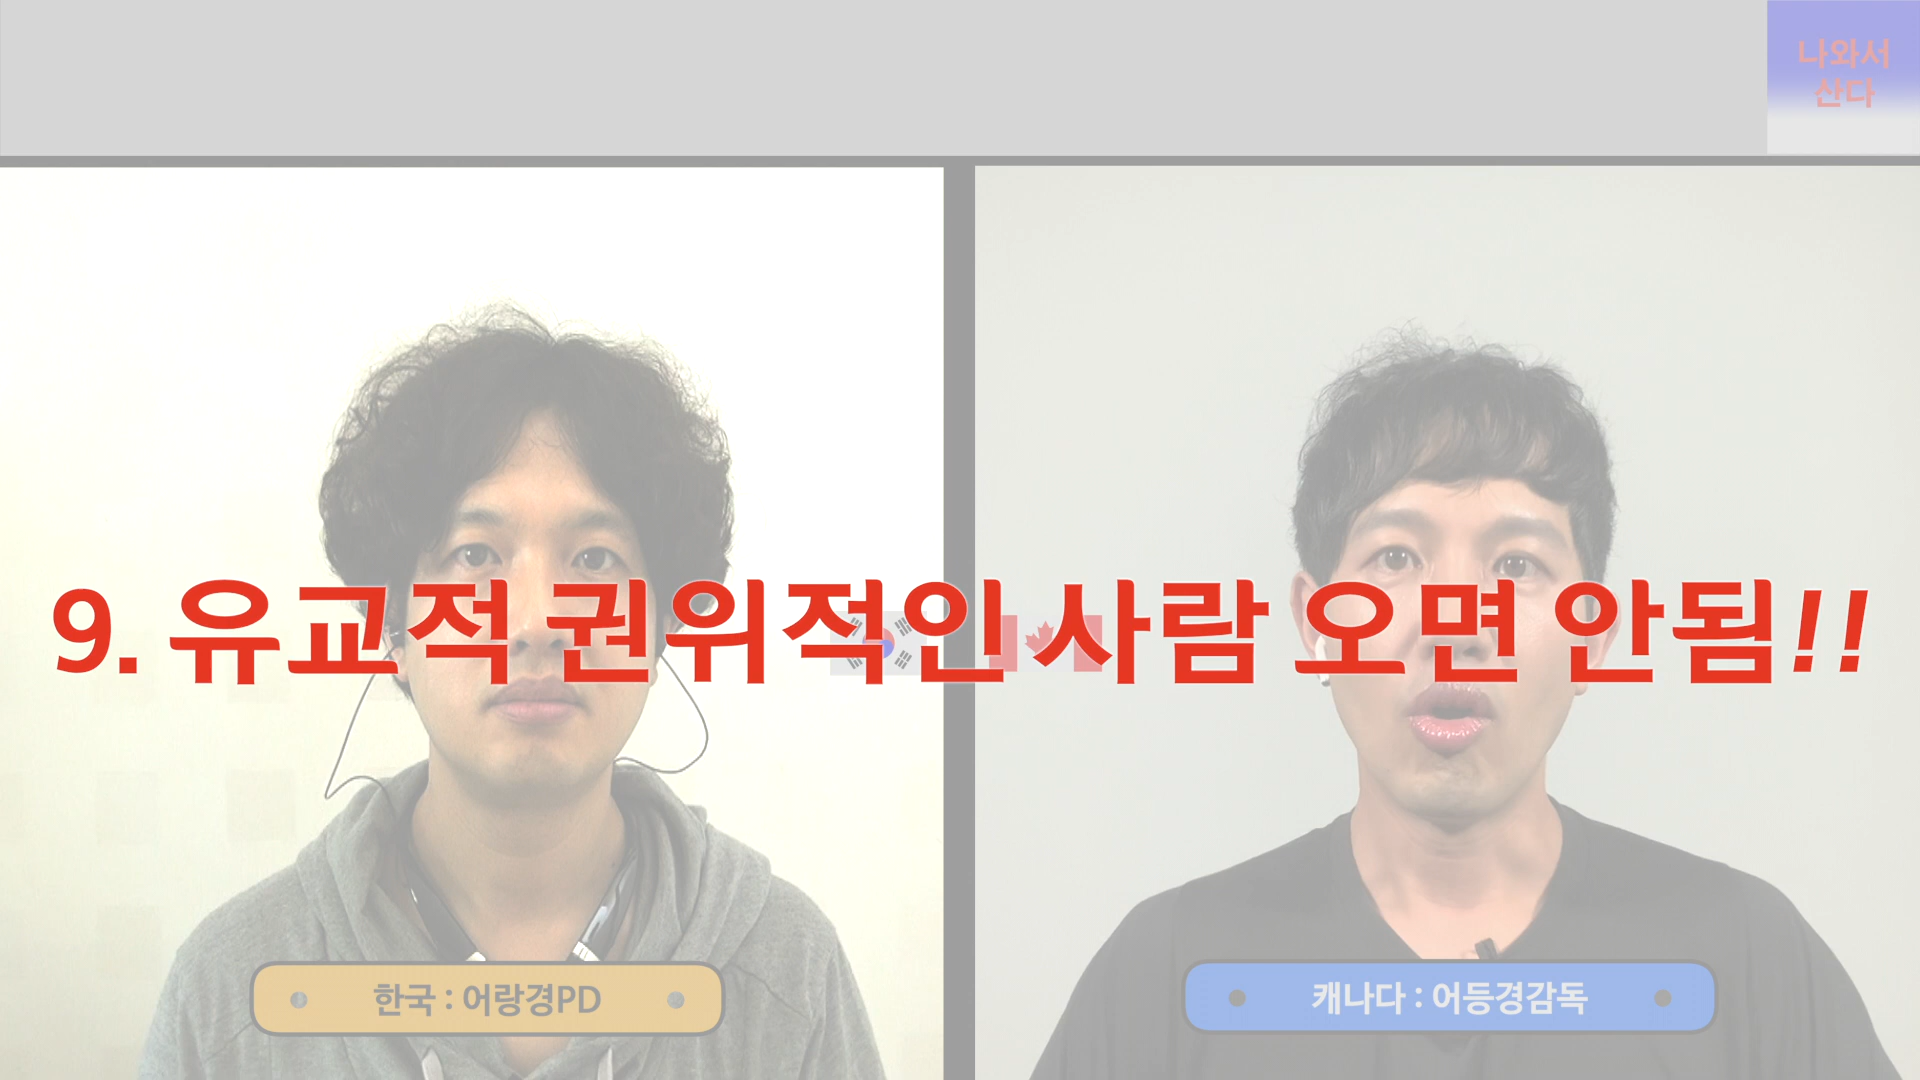 나와서
산다
9. 유교적 권위적인 사람 오면 안됨!!
한국 : 어랑경PD
캐나다 : 어등경감독